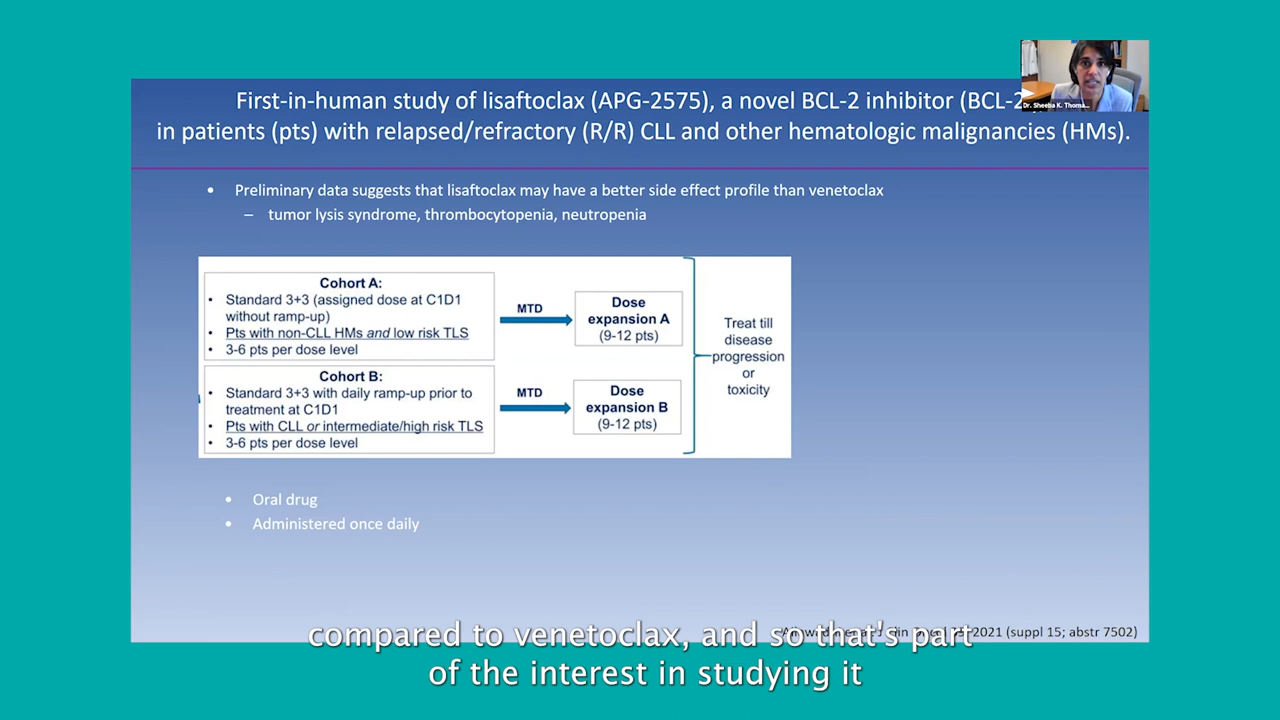 First-in-human study of lisaftoclax (APG-2575), a novel BCL-2 inhibitor (BCL-2
in patients (pts) with relapsed/refractory (R/R) CLL and other hematologic malignancies (HMs).
Dr. Sheeba K. Thoma...
• Preliminary data suggests that lisaftoclax may have a better side effect profile than venetoclax
– tumor lysis syndrome, thrombocytopenia, neutropenia
Cohort A:
• Standard 3+3 (assigned dose at C1D1
without ramp-up)
• Pts with non-CLL HMs and low risk TLS
• 3-6 pts per dose level
MTD
Dose
expansion A
(9-12 pts)
Cohort B:
• Standard 3+3 with daily ramp-up prior to
treatment at C1D1
• Pts with CLL or intermediate/high risk TLS
• 3-6 pts per dose level
MTD
Dose
expansion B
(9-12 pts)
Treat till
disease
progression
or
toxicity
• Oral drug
• Administered once daily
2021 (suppl 15; abstr 7502)
compared to venetoclax, and so that's part
of the interest in studying it